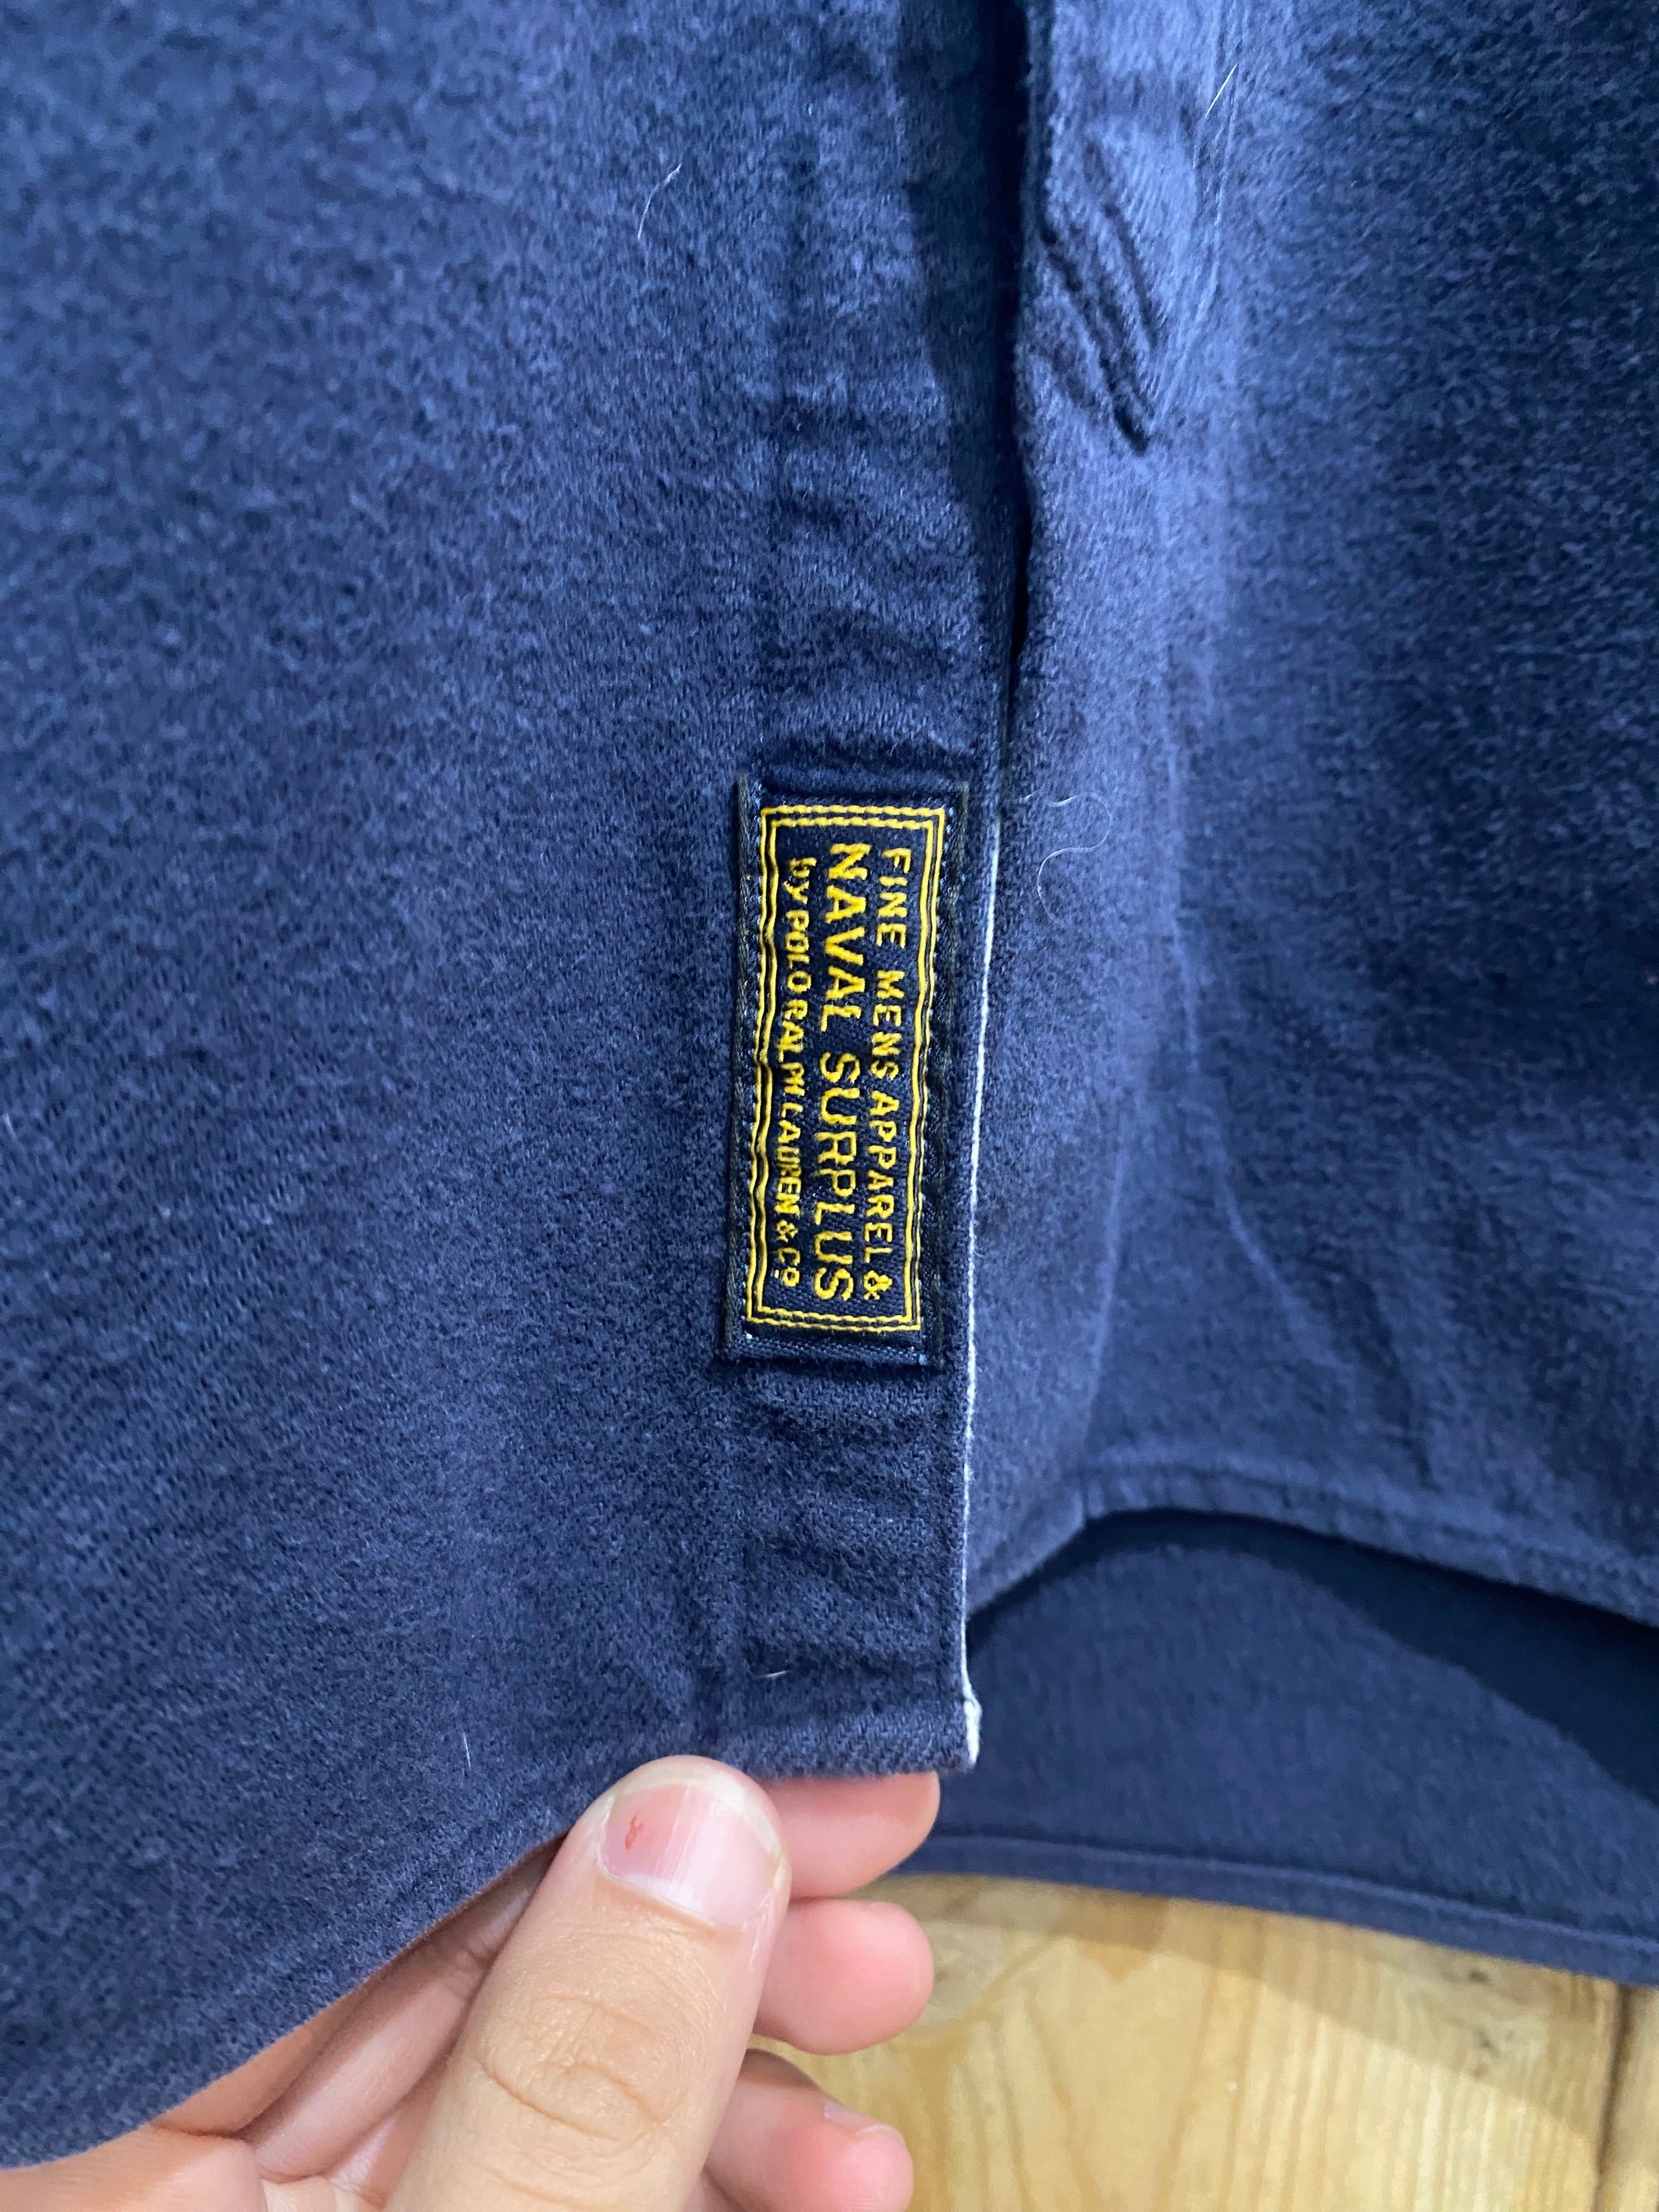 FINE MENS APPAREL &
NAVAL SURPLUS
by POLO RALPH LAUREN & Co